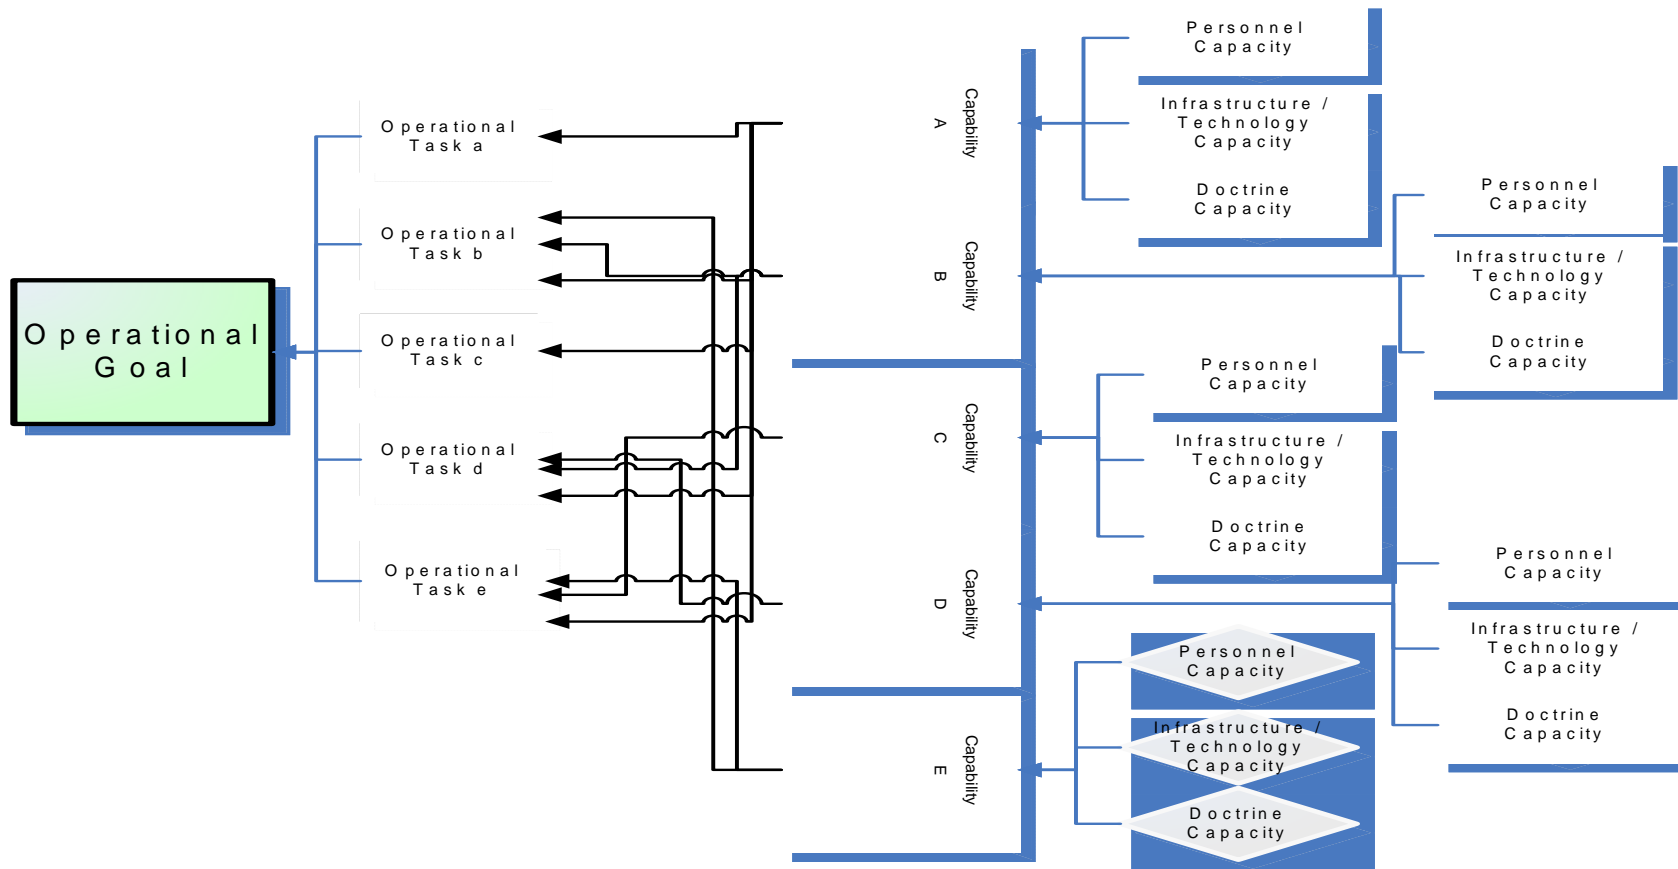 Operational
Goal
Operational
Task a
Operational
Task b
Operational
Task c
Operational
Task d
Operational
Task e
Capability
A
Capability
B
Capability
C
Capability
D
Capability
E
Personnel
Capacity
Infrastructure /
Technology
Capacity
Doctrine
Capacity
Personnel
Capacity
Infrastructure /
Technology
Capacity
Doctrine
Capacity
Personnel
Capacity
Infrastructure /
Technology
Capacity
Doctrine
Capacity
Personnel
Capacity
Infrastructure /
Technology
Capacity
Doctrine
Capacity
Personnel
Capacity
Infrastructure /
Technology
Capacity
Doctrine
Capacity